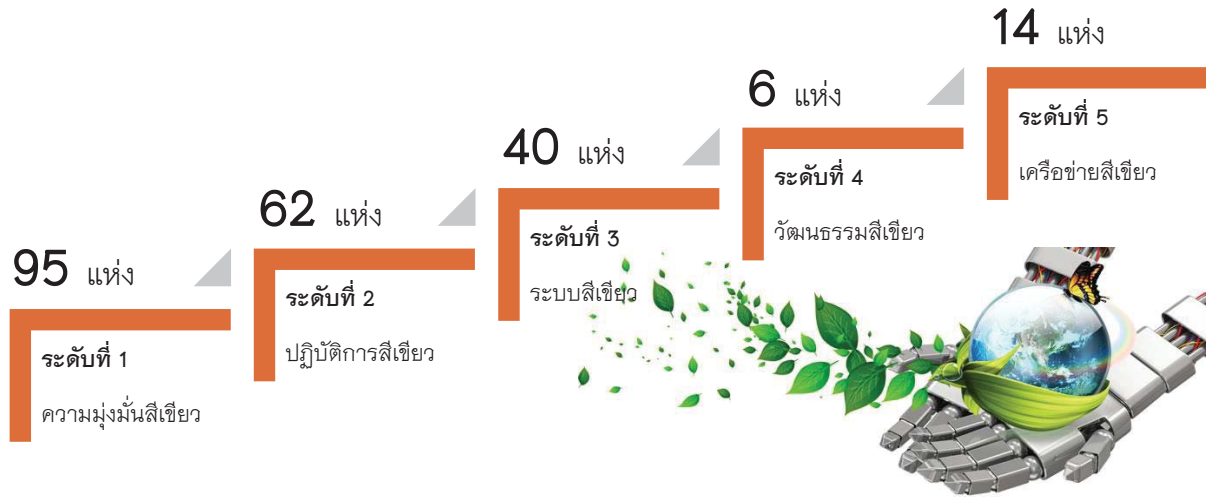 95 แห่ง
ระดับที่ 1
ความมุ่งมั่นสีเขียว
62 แห่ง
ระดับที่ 2
ปฏิบัติการสีเขียว
40 แห่ง
ระดับที่ 3
ระบบสีเขียว
6 แห่ง
ระดับที่ 4
วัฒนธรรมสีเขียว
14 แห่ง
ระดับที่ 5
เครือข่ายสีเขียว